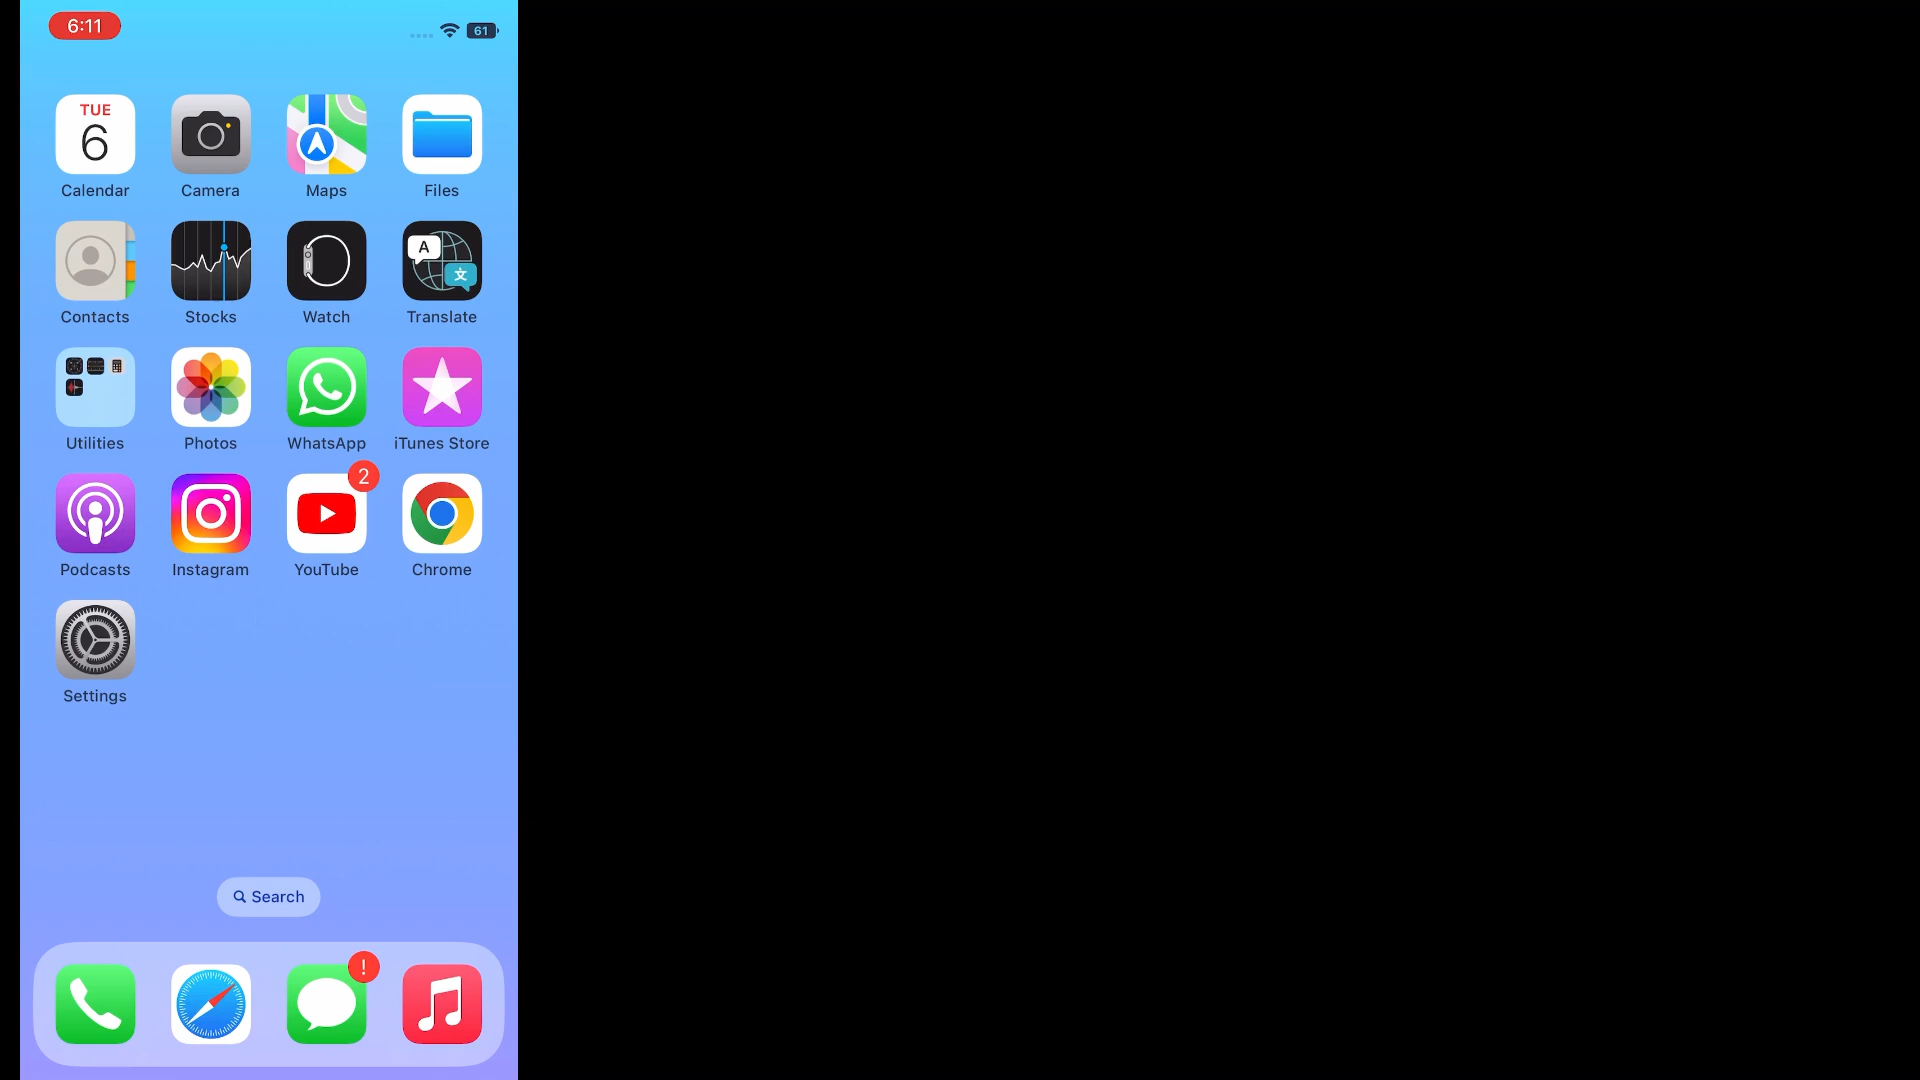 6:11
61
TUE
6
Calendar
Camera
Maps
Files
A
文
Contacts
Stocks
Watch
Translate
Utilities
Photos
WhatsApp
iTunes Store
2
Podcasts
Instagram
YouTube
Chrome
Settings
Search
!